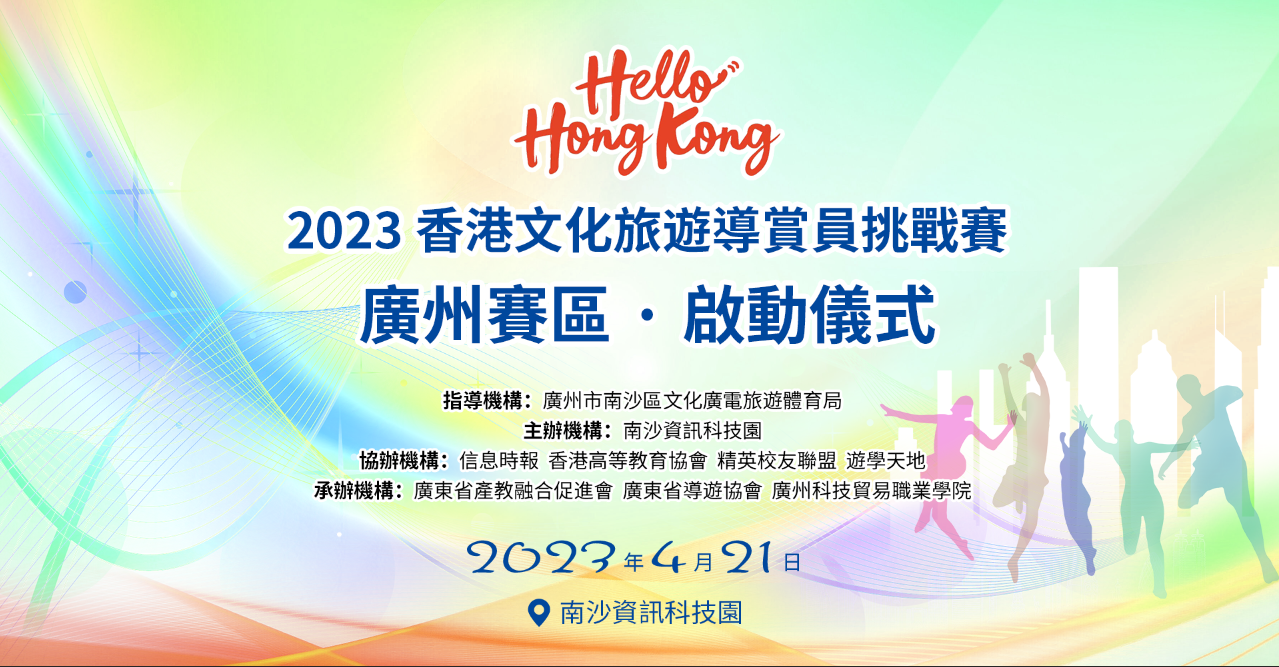 Hello
Hong Kong
2023 香港文化旅遊導賞員挑戰賽
廣州賽區 · 啟動儀式
指導機構：廣州市南沙區文化廣電旅遊體育局
主辦機構：南沙資訊科技園
協辦機構：信息時報 香港高等教育協會 精英校友聯盟 遊學天地
承辦機構：廣東省產教融合促進會 廣東省導遊協會 廣州科技貿易職業學院
2023 年 4 月 21 日
南沙資訊科技園